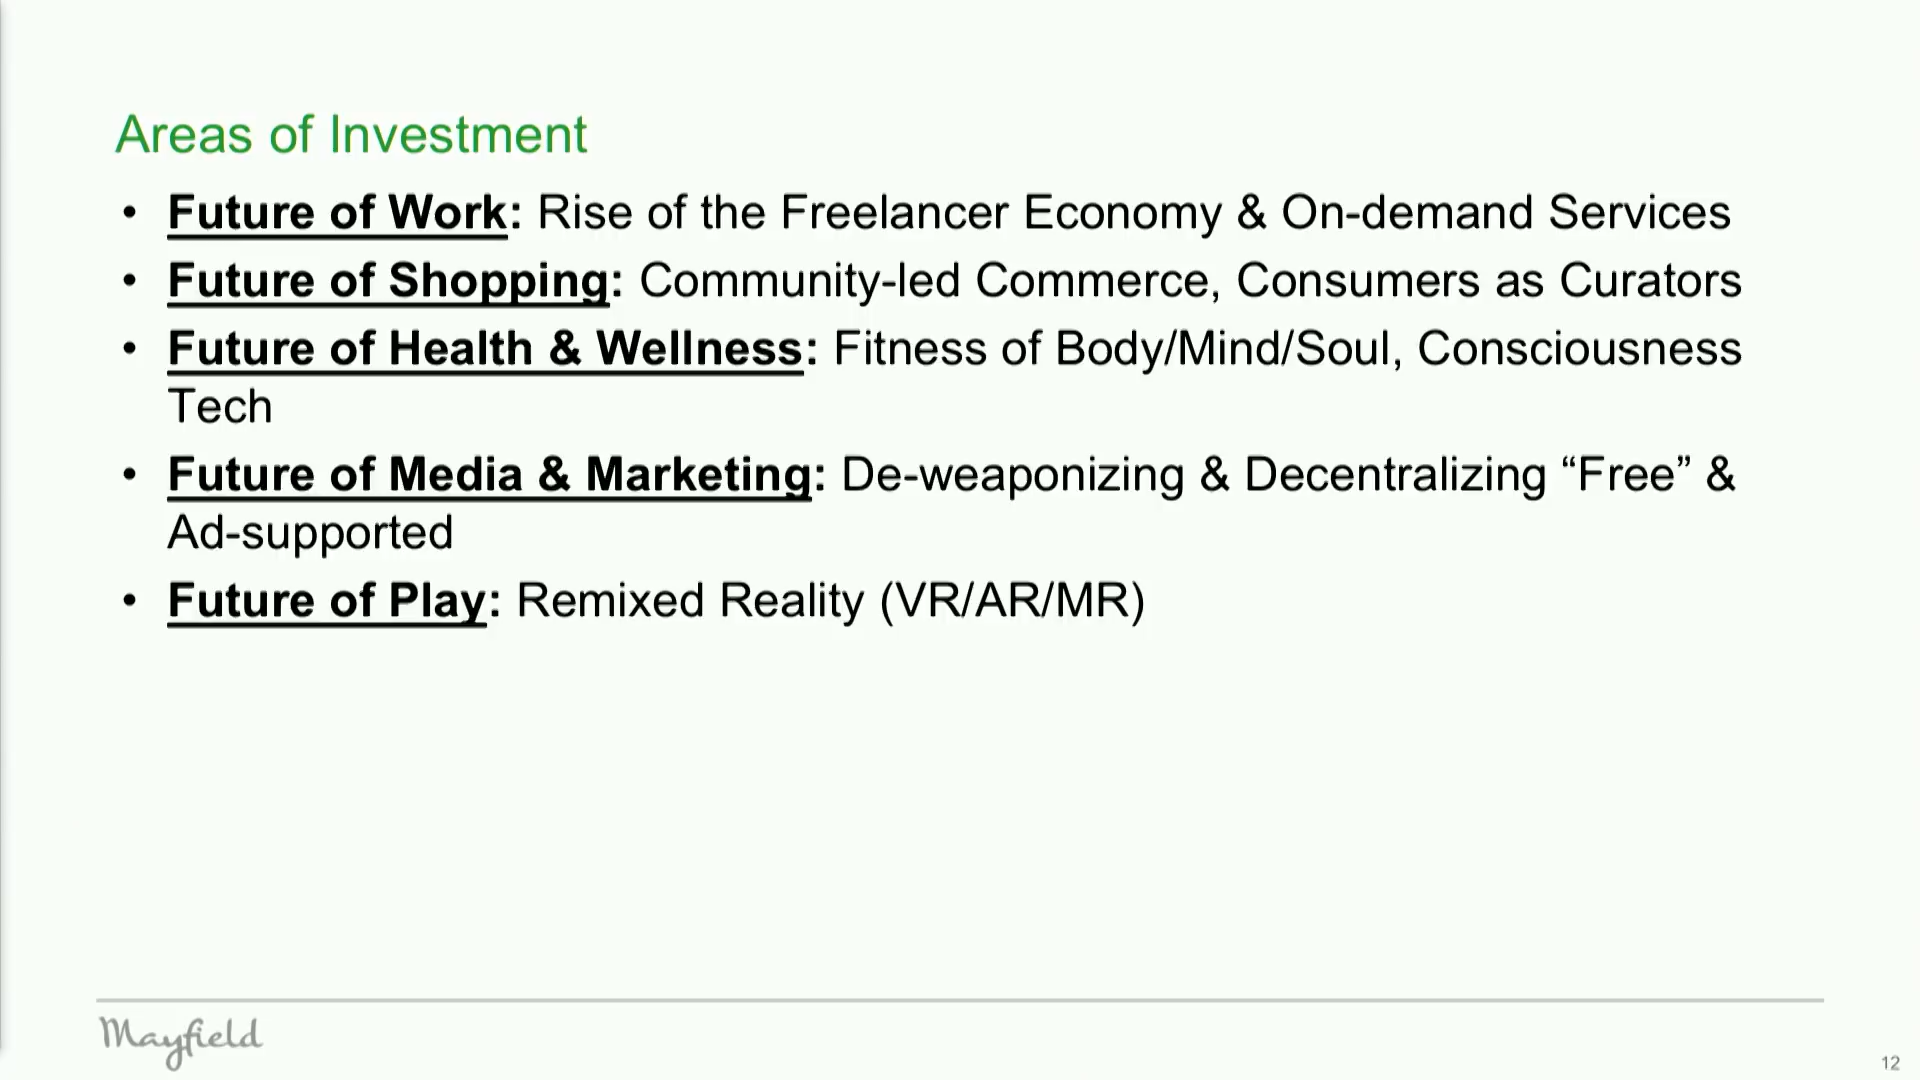 Areas of Investment
• Future of Work: Rise of the Freelancer Economy & On-demand Services
• Future of Shopping: Community-led Commerce, Consumers as Curators
• Future of Health & Wellness: Fitness of Body/Mind/Soul, Consciousness
Tech
• Future of Media & Marketing: De-weaponizing & Decentralizing “Free” &
Ad-supported
• Future of Play: Remixed Reality (VR/AR/MR)
Mayfield
12